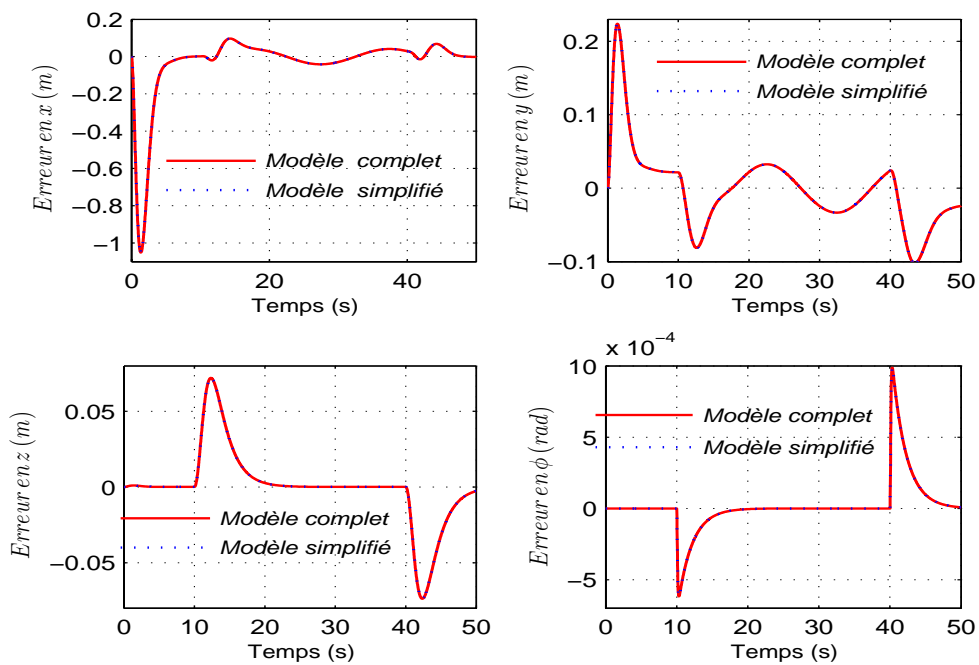 Erreur en x (m)
0.2
0
−0.2
−0.4
−0.6
−0.8
−1
Modèle complet
Modèle simplifié
0 20 40
Temps (s)
Erreur en y (m)
0.2
0.1
0
−0.1
Modèle complet
Modèle simplifié
0 10 20 30 40 50
Temps (s)
Erreur en z (m)
0.05
0
−0.05
Modèle complet
Modèle simplifié
0 10 20 30 40 50
Temps (s)
x 10⁻⁴
Erreur en ϕ (rad)
10
5
0
−5
Modèle complet
Modèle simplifié
0 10 20 30 40 50
Temps (s)